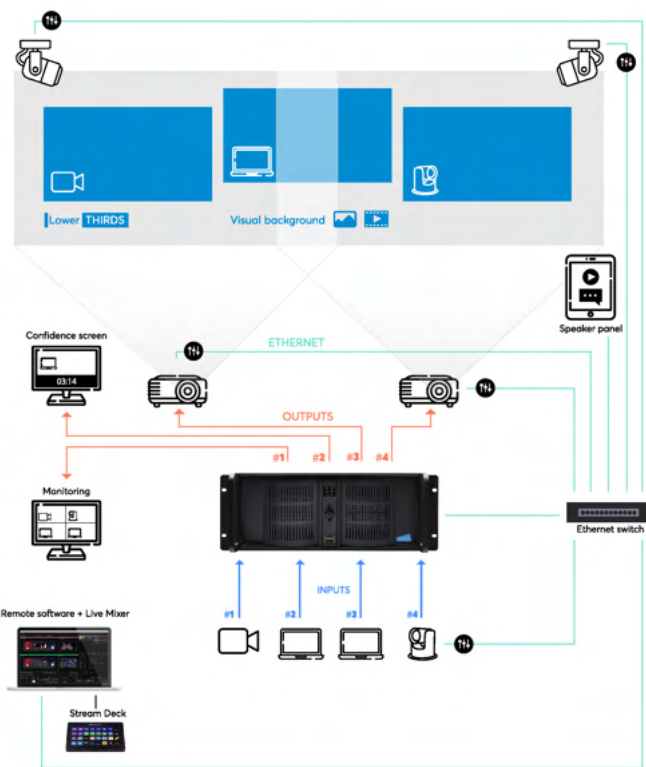 Lower THIRDS
Visual background
Speaker panel
Confidence screen
03:14
ETHERNET
OUTPUTS
#1
#2
#3
#4
Monitoring
Ethernet switch
INPUTS
#1
#2
#3
#4
Remote software + Live Mixer
Stream Deck